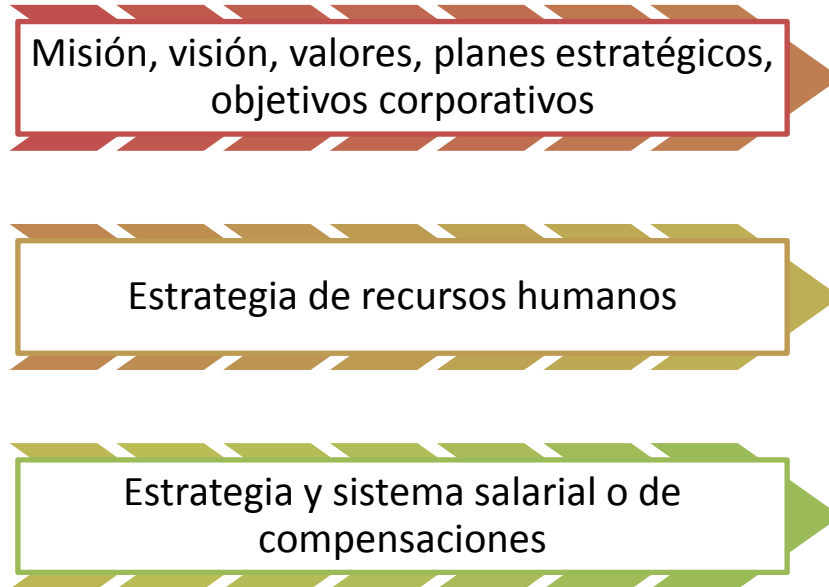 Misión, visión, valores, planes estratégicos,
objetivos corporativos
Estrategia de recursos humanos
Estrategia y sistema salarial o de
compensaciones